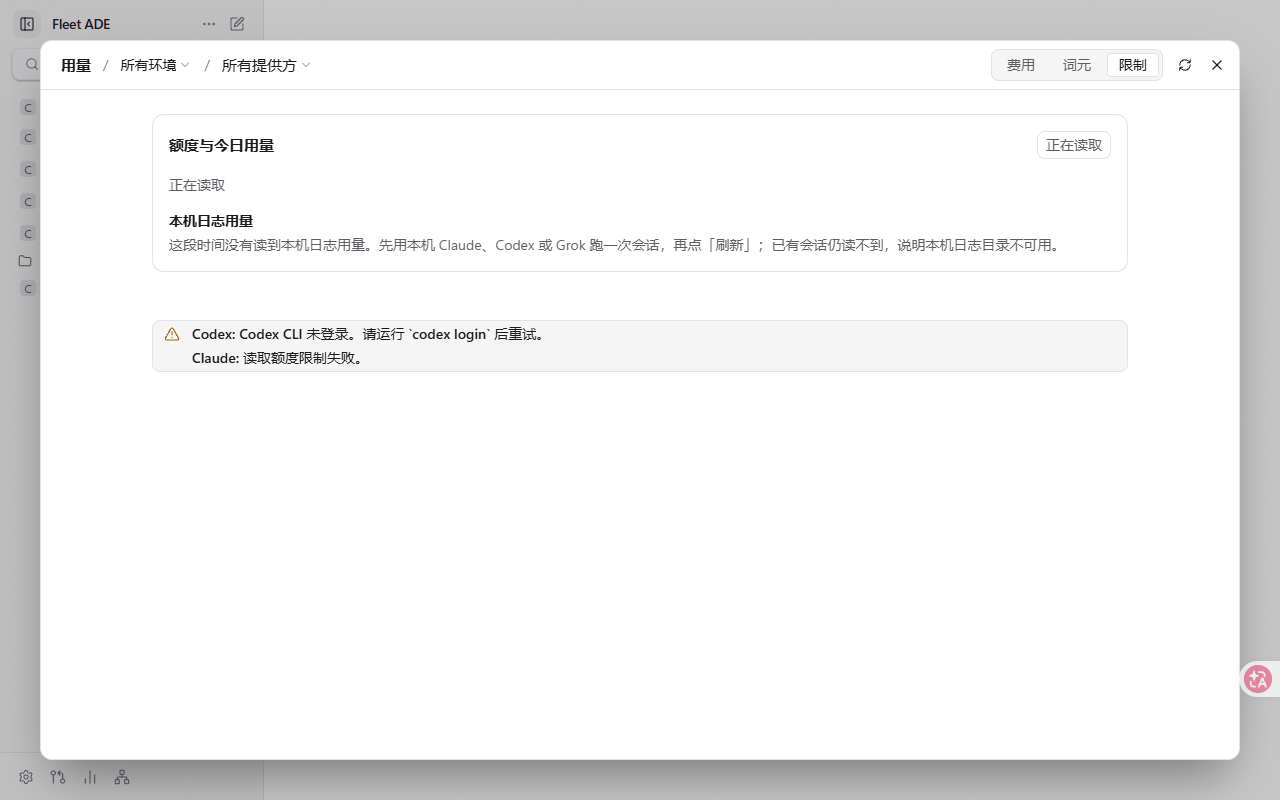 Fleet ADE
用量 / 所有环境 / 所有提供方
费用 词元 限制
额度与今日用量
正在读取
正在读取
本机日志用量
这段时间没有读到本机日志用量。先用本机 Claude、Codex 或 Grok 跑一次会话，再点「刷新」；已有会话仍读不到，说明本机日志目录不可用。
Codex: Codex CLI 未登录。请运行 `codex login` 后重试。
Claude: 读取额度限制失败。
C
C
C
C
C
C